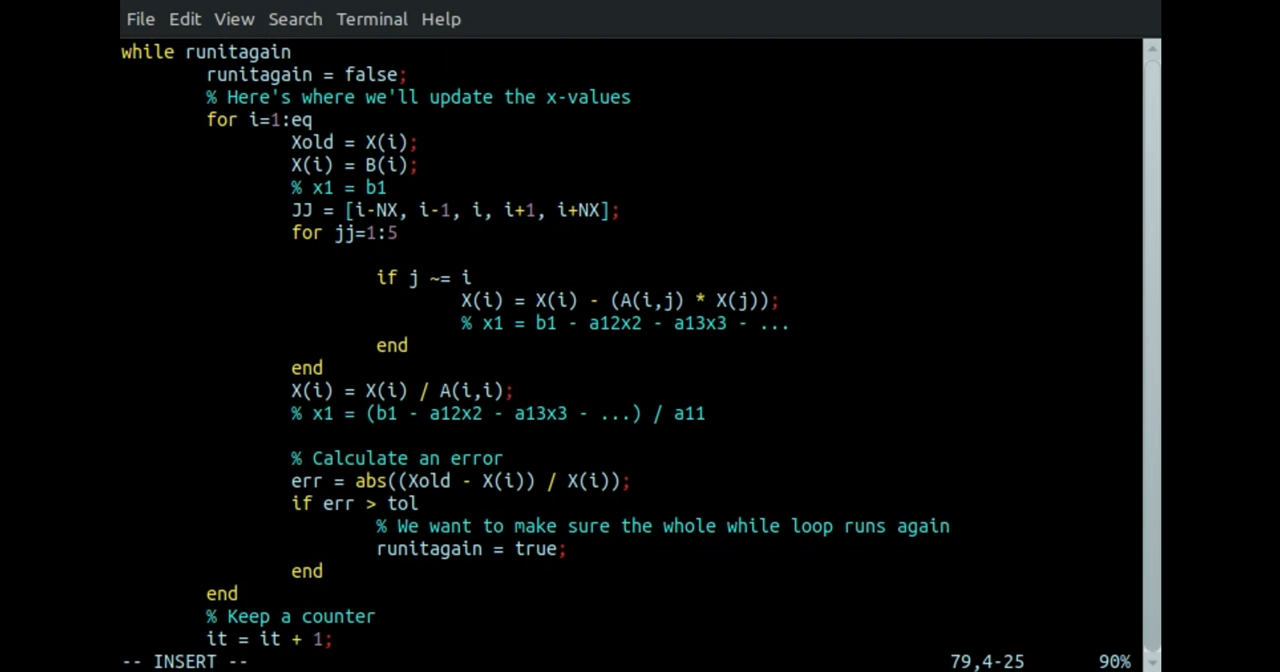 File Edit View Search Terminal Help
while runitagain
        runitagain = false;
        % Here's where we'll update the x-values
        for i=1:eq
                Xold = X(i);
                X(i) = B(i);
                % x1 = b1
                JJ = [i-NX, i-1, i, i+1, i+NX];
                for jj=1:5

                        if j ~= i
                                X(i) = X(i) - (A(i,j) * X(j));
                                % x1 = b1 - a12x2 - a13x3 - ...
                        end
                end
                X(i) = X(i) / A(i,i);
                % x1 = (b1 - a12x2 - a13x3 - ...) / a11

                % Calculate an error
                err = abs((Xold - X(i)) / X(i));
                if err > tol
                        % We want to make sure the whole while loop runs again
                        runitagain = true;
                end
        end
        % Keep a counter
        it = it + 1;
-- INSERT -- 79,4-25 90%